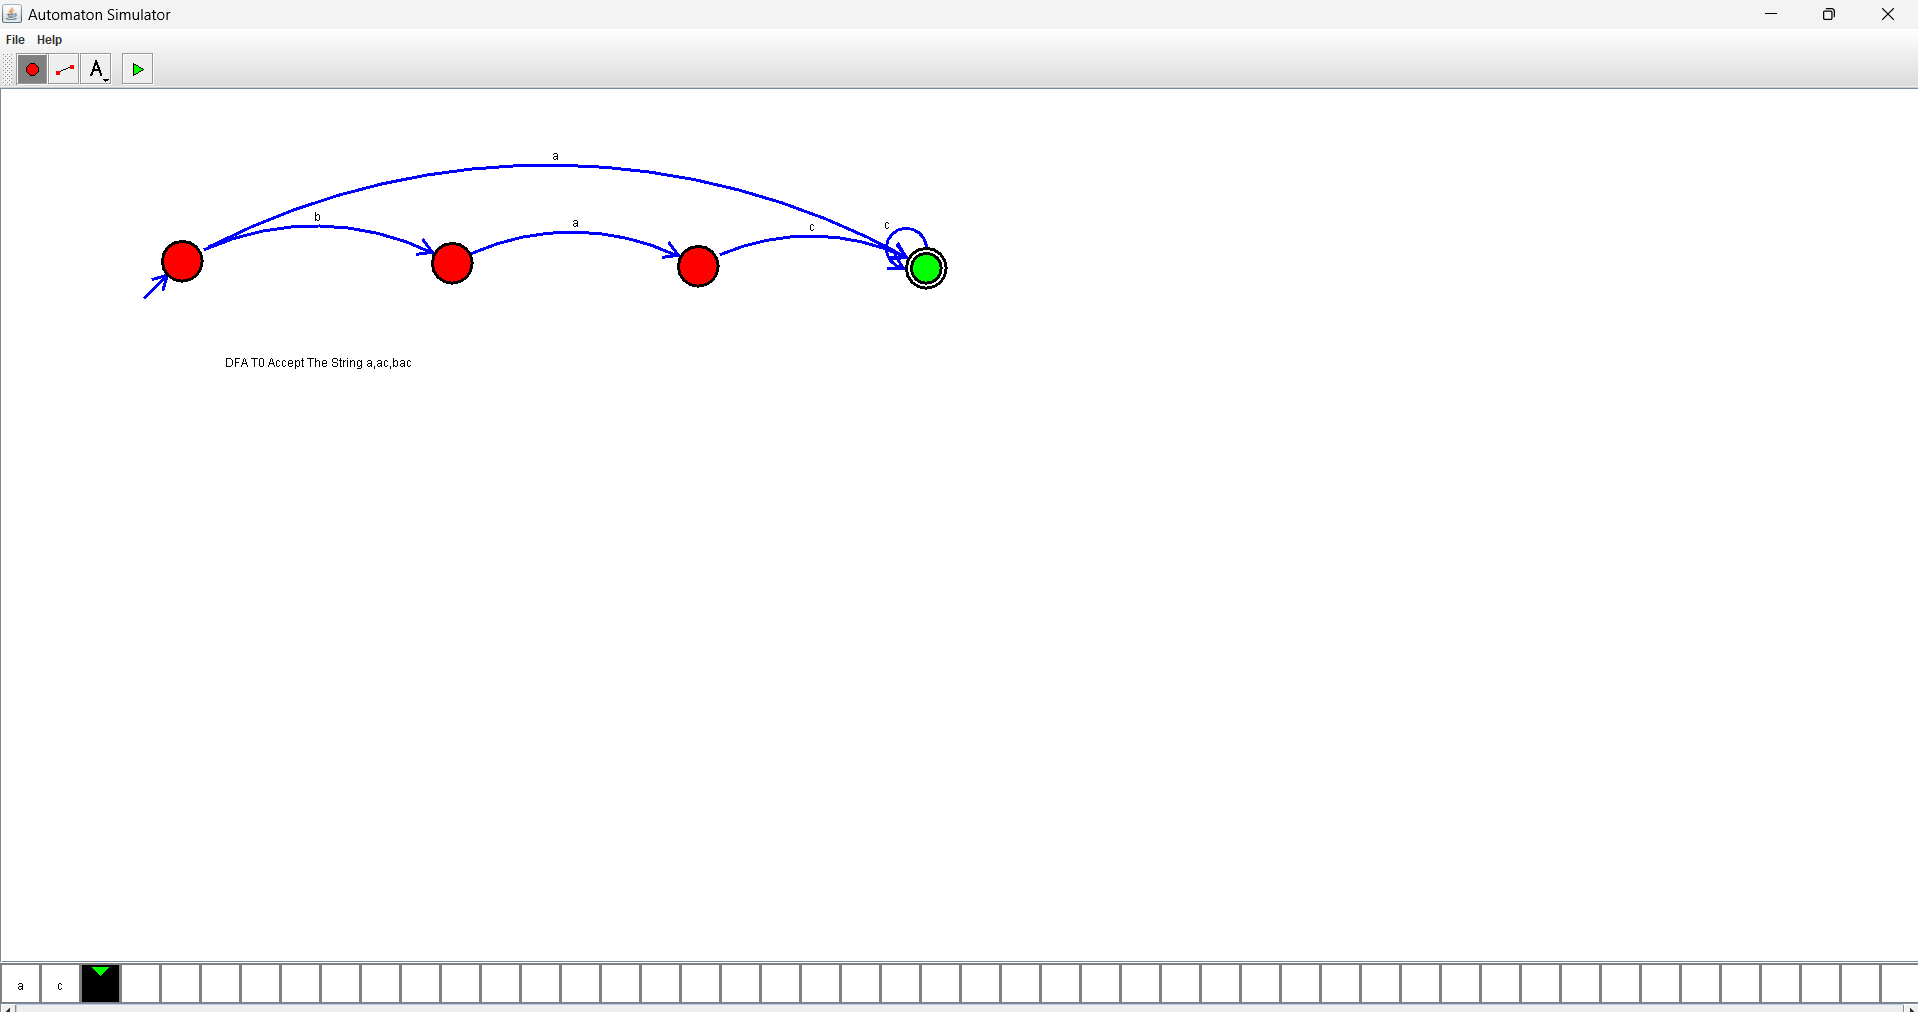 Automaton Simulator
File Help
A
a
b
a
c
c
DFA T0 Accept The String a,ac,bac
a c